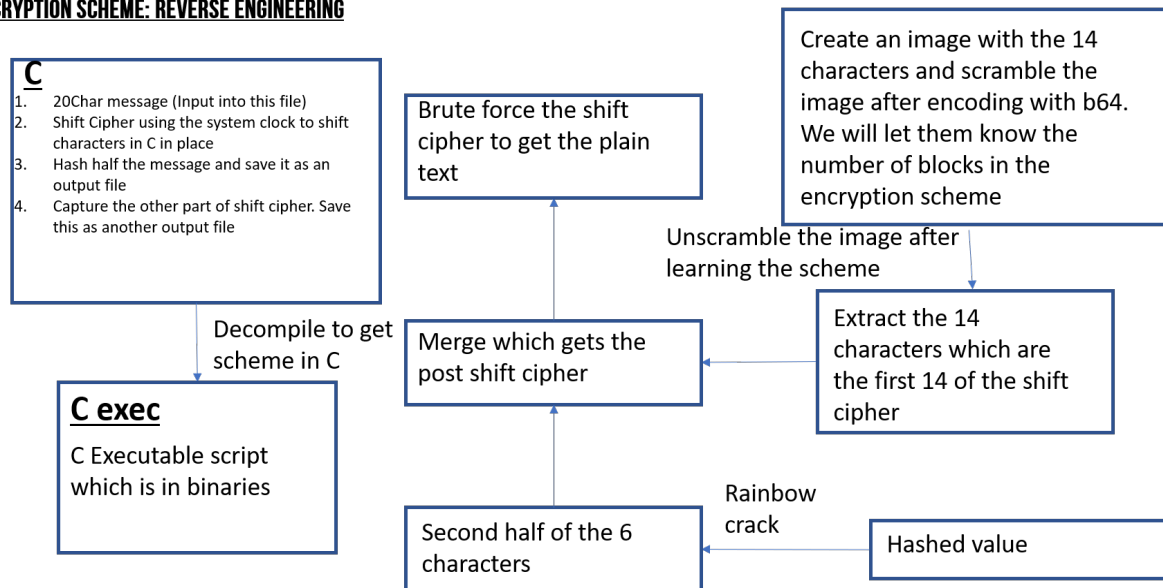 CRYPTION SCHEME: REVERSE ENGINEERING
C
1. 20Char message (Input into this file)
2. Shift Cipher using the system clock to shift
characters in C in place
3. Hash half the message and save it as an
output file
4. Capture the other part of shift cipher. Save
this as another output file
Decompile to get
scheme in C
C exec
C Executable script
which is in binaries
Brute force the shift
cipher to get the plain
text
Merge which gets the
post shift cipher
Second half of the 6
characters
Create an image with the 14
characters and scramble the
image after encoding with b64.
We will let them know the
number of blocks in the
encryption scheme
Unscramble the image after
learning the scheme
Extract the 14
characters which are
the first 14 of the shift
cipher
Rainbow
crack
Hashed value